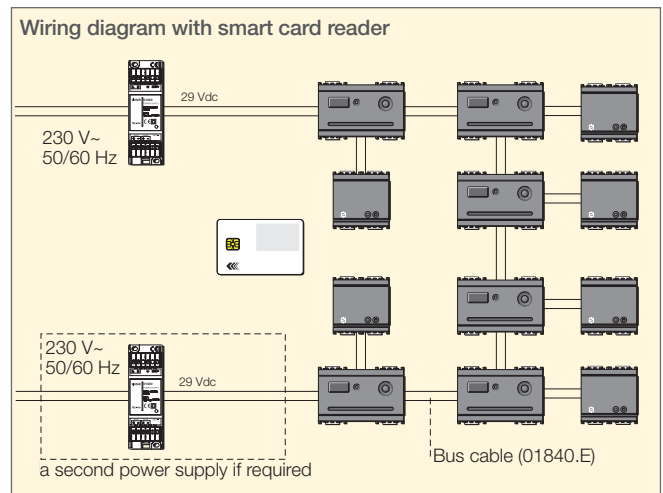 Wiring diagram with smart card reader
29 Vdc
230 V~
50/60 Hz
230 V~
50/60 Hz
29 Vdc
Bus cable (01840.E)
a second power supply if required